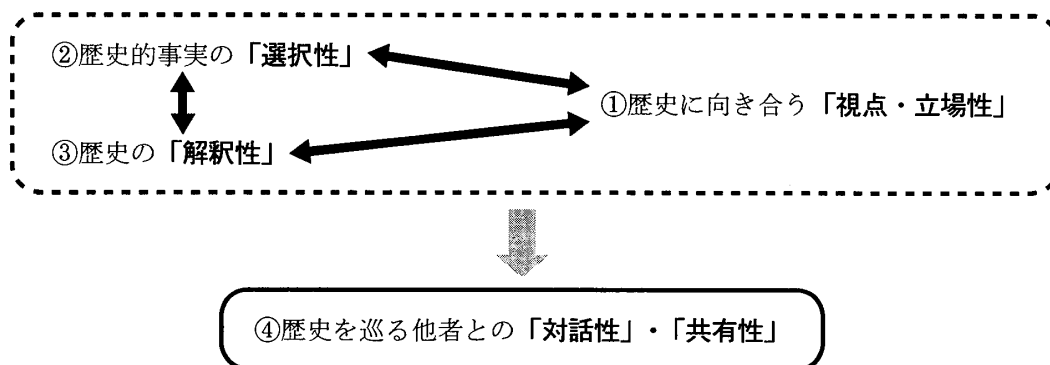 ②歴史的事実の「選択性」
①歴史に向き合う「視点・立場性」
③歴史の「解釈性」
④歴史を巡る他者との「対話性」・「共有性」